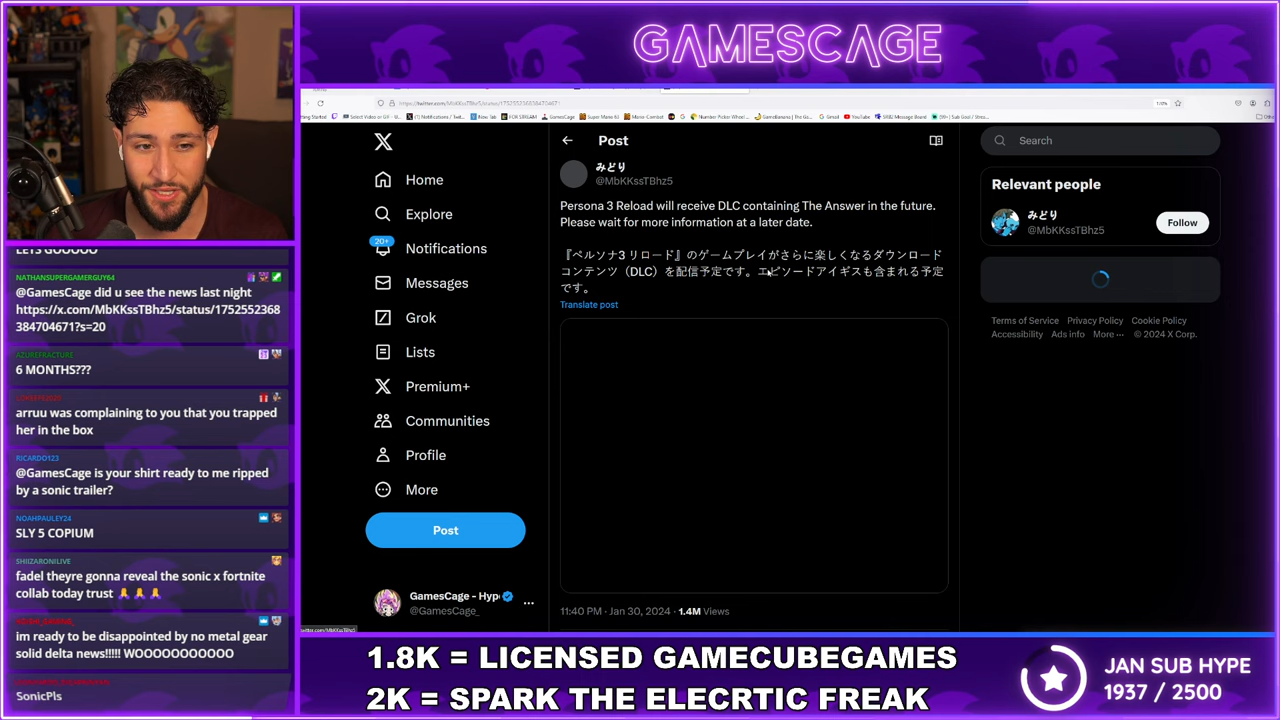 GAMESCAGE
LETS GOOOOO
NATHANSUPERGAMERGUY64
@GamesCage did u see the news last night
https://x.com/MbKKssTBhz5/status/1752552368
384704671?s=20
AZUREFRACTURE
6 MONTHS???
arruu was complaining to you that you trapped
her in the box
RICARDO123
@GamesCage is your shirt ready to me ripped
by a sonic trailer?
NOAHPAULEY24
SLY 5 COPIUM
SHIIZARONILIVE
fadel theyre gonna reveal the sonic x fortnite
collab today trust
im ready to be disappointed by no metal gear
solid delta news!!!!! WOOOOOOOOOOO
SonicPls
Home
Explore
20+
Notifications
Messages
Grok
Lists
Premium+
Communities
Profile
More
Post
GamesCage - Hyp
@GamesCage_
Post
みどり
@MbKKssTBhz5
Persona 3 Reload will receive DLC containing The Answer in the future.
Please wait for more information at a later date.
『ペルソナ3 リロード』のゲームプレイがさらに楽しくなるダウンロード
コンテンツ（DLC）を配信予定です。エピソードアイギスも含まれる予定
です。
Translate post
11:40 PM · Jan 30, 2024 · 1.4M Views
Search
Relevant people
みどり
@MbKKssTBhz5
Follow
Terms of Service Privacy Policy Cookie Policy
Accessibility Ads info More ··· © 2024 X Corp.
1.8K = LICENSED GAMECUBEGAMES
2K = SPARK THE ELECRTIC FREAK
JAN SUB HYPE
1937 / 2500